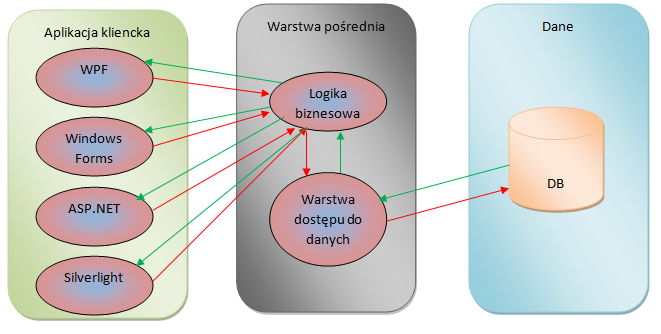 Aplikacja kliencka
WPF
Windows
Forms
ASP.NET
Silverlight
Warstwa pośrednia
Logika
biznesowa
Warstwa
dostępu do
danych
Dane
DB